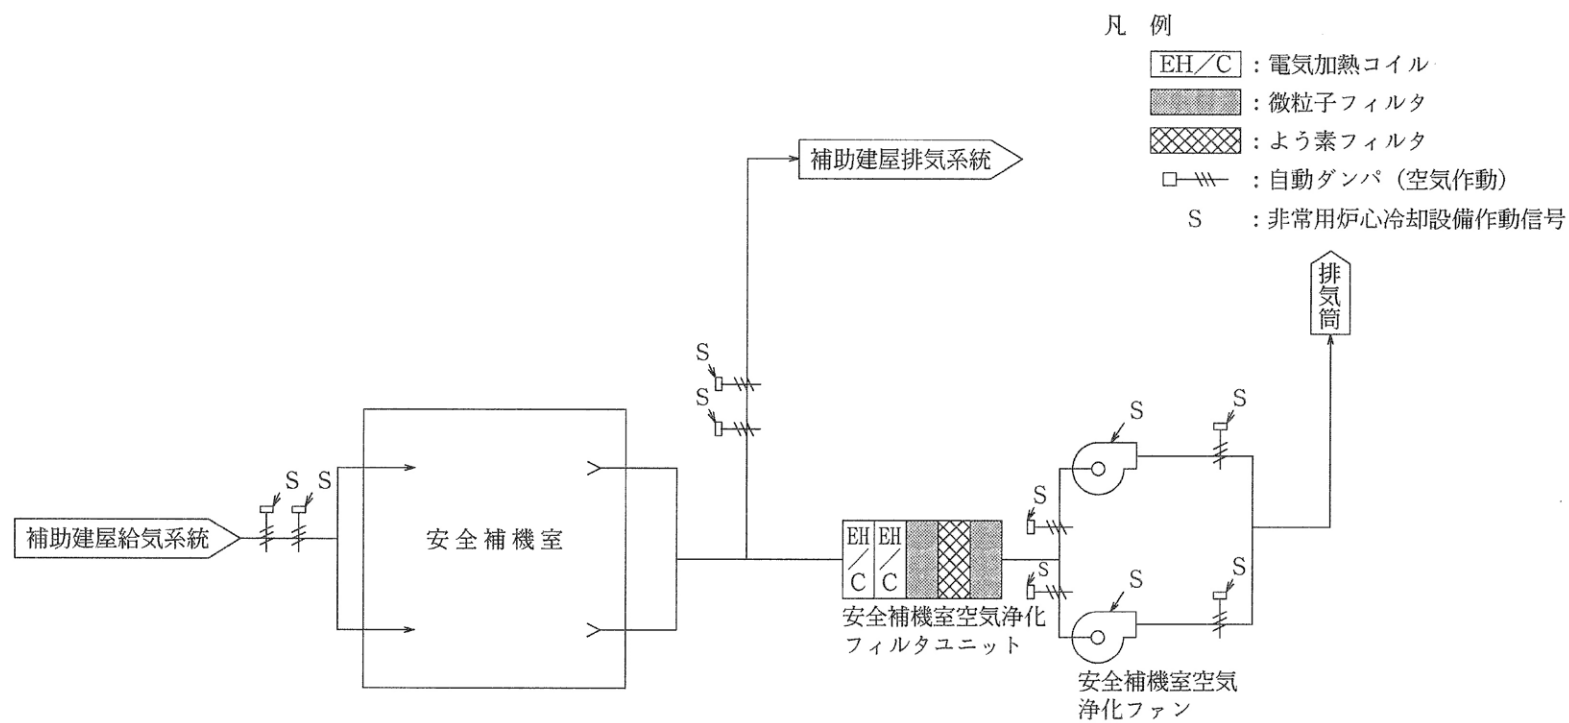 凡 例
EH/C : 電気加熱コイル
: 微粒子フィルタ
: よう素フィルタ
: 自動ダンパ (空気作動)
S : 非常用炉心冷却設備作動信号
補助建屋排気系統
排気筒
S
S
S
S
S
S
S
S
補助建屋給気系統
安全補機室
EH/C
EH/C
S
S
S
S
安全補機室空気浄化
フィルタユニット
安全補機室空気
浄化ファン